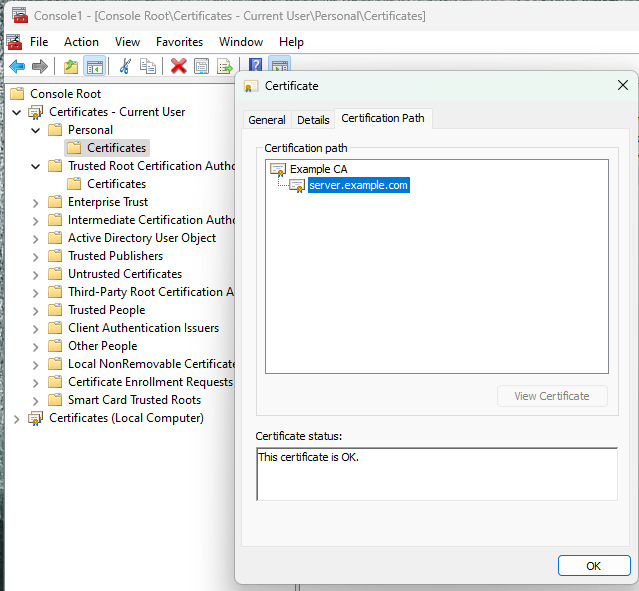 Console1 - [Console Root\Certificates - Current User\Personal\Certificates]
File Action View Favorites Window Help
Console Root
Certificates - Current User
Personal
Certificates
Trusted Root Certification Autho
Certificates
Enterprise Trust
Intermediate Certification Autho
Active Directory User Object
Trusted Publishers
Untrusted Certificates
Third-Party Root Certification A
Trusted People
Client Authentication Issuers
Other People
Local NonRemovable Certificate
Certificate Enrollment Requests
Smart Card Trusted Roots
Certificates (Local Computer)
Certificate
General Details Certification Path
Certification path
Example CA
server.example.com
View Certificate
Certificate status:
This certificate is OK.
OK